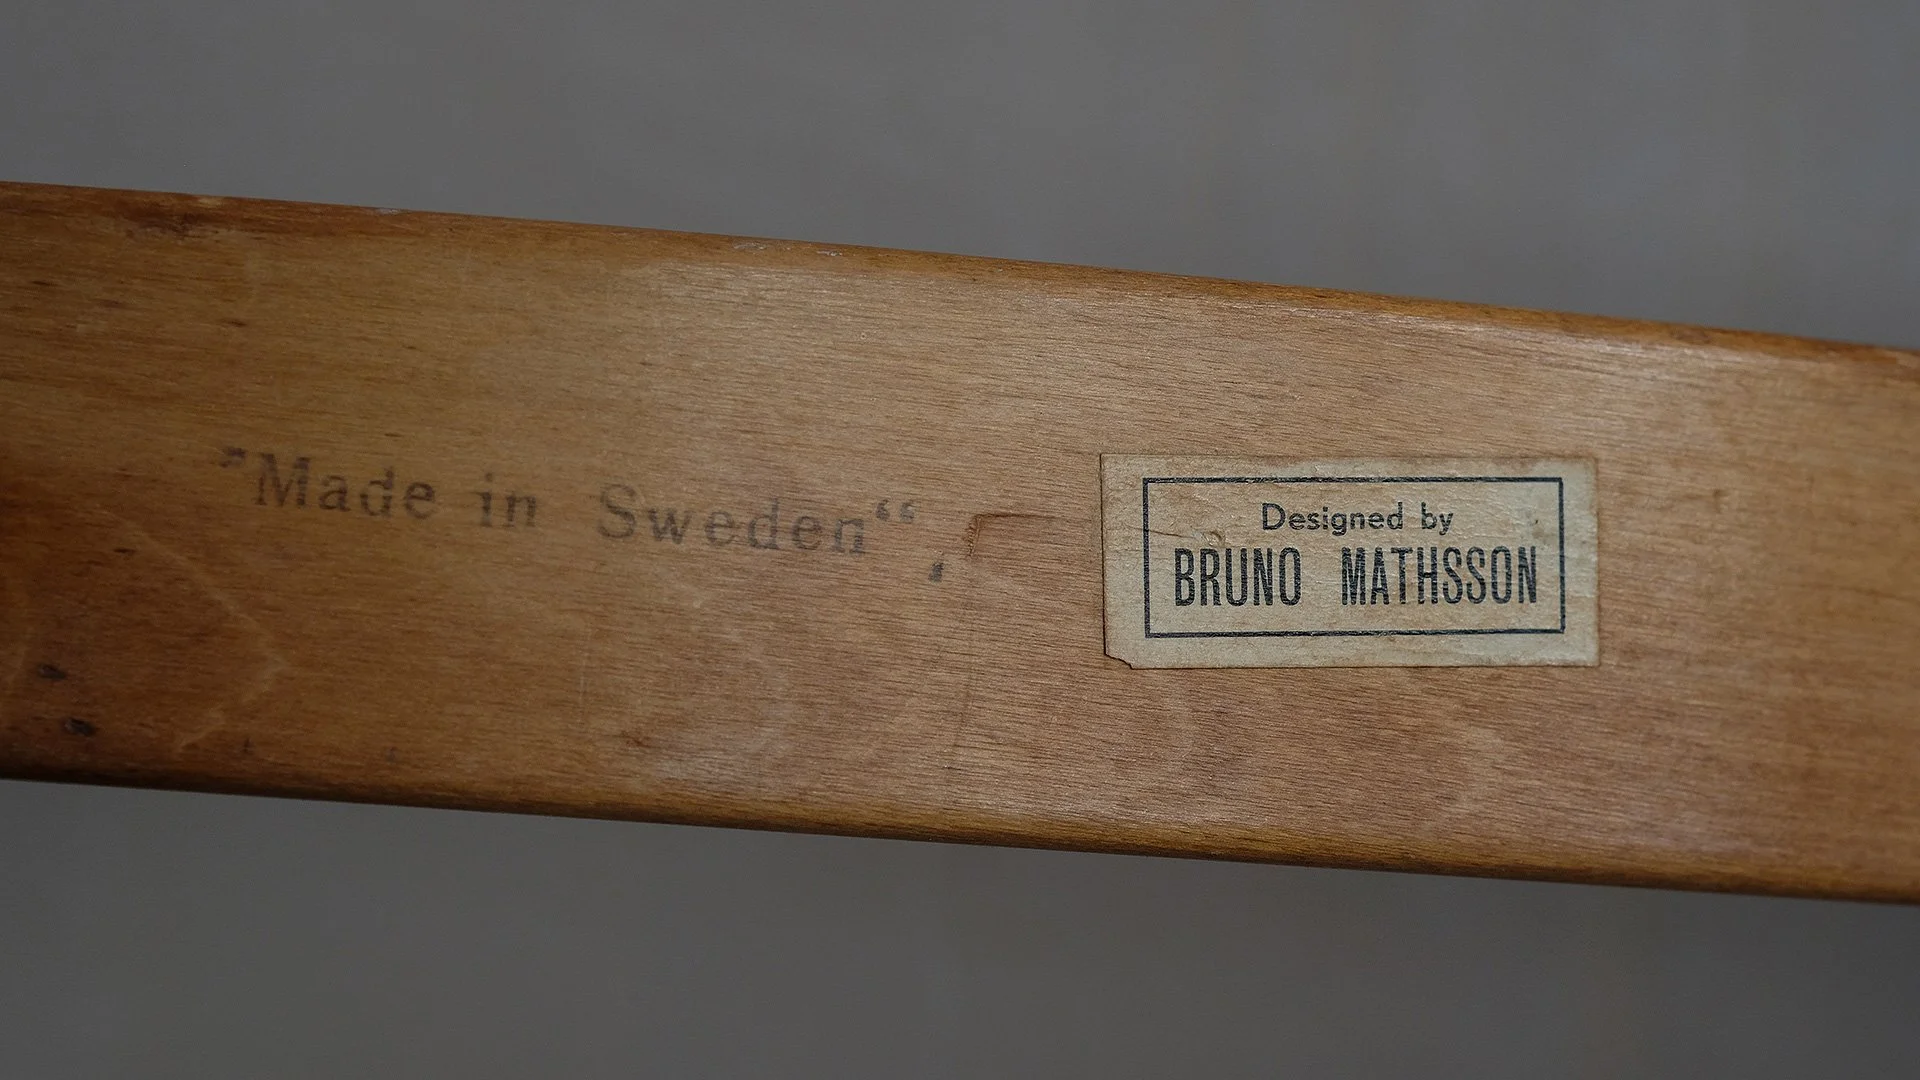 "Made in Sweden“,
Designed by
BRUNO MATHSSON